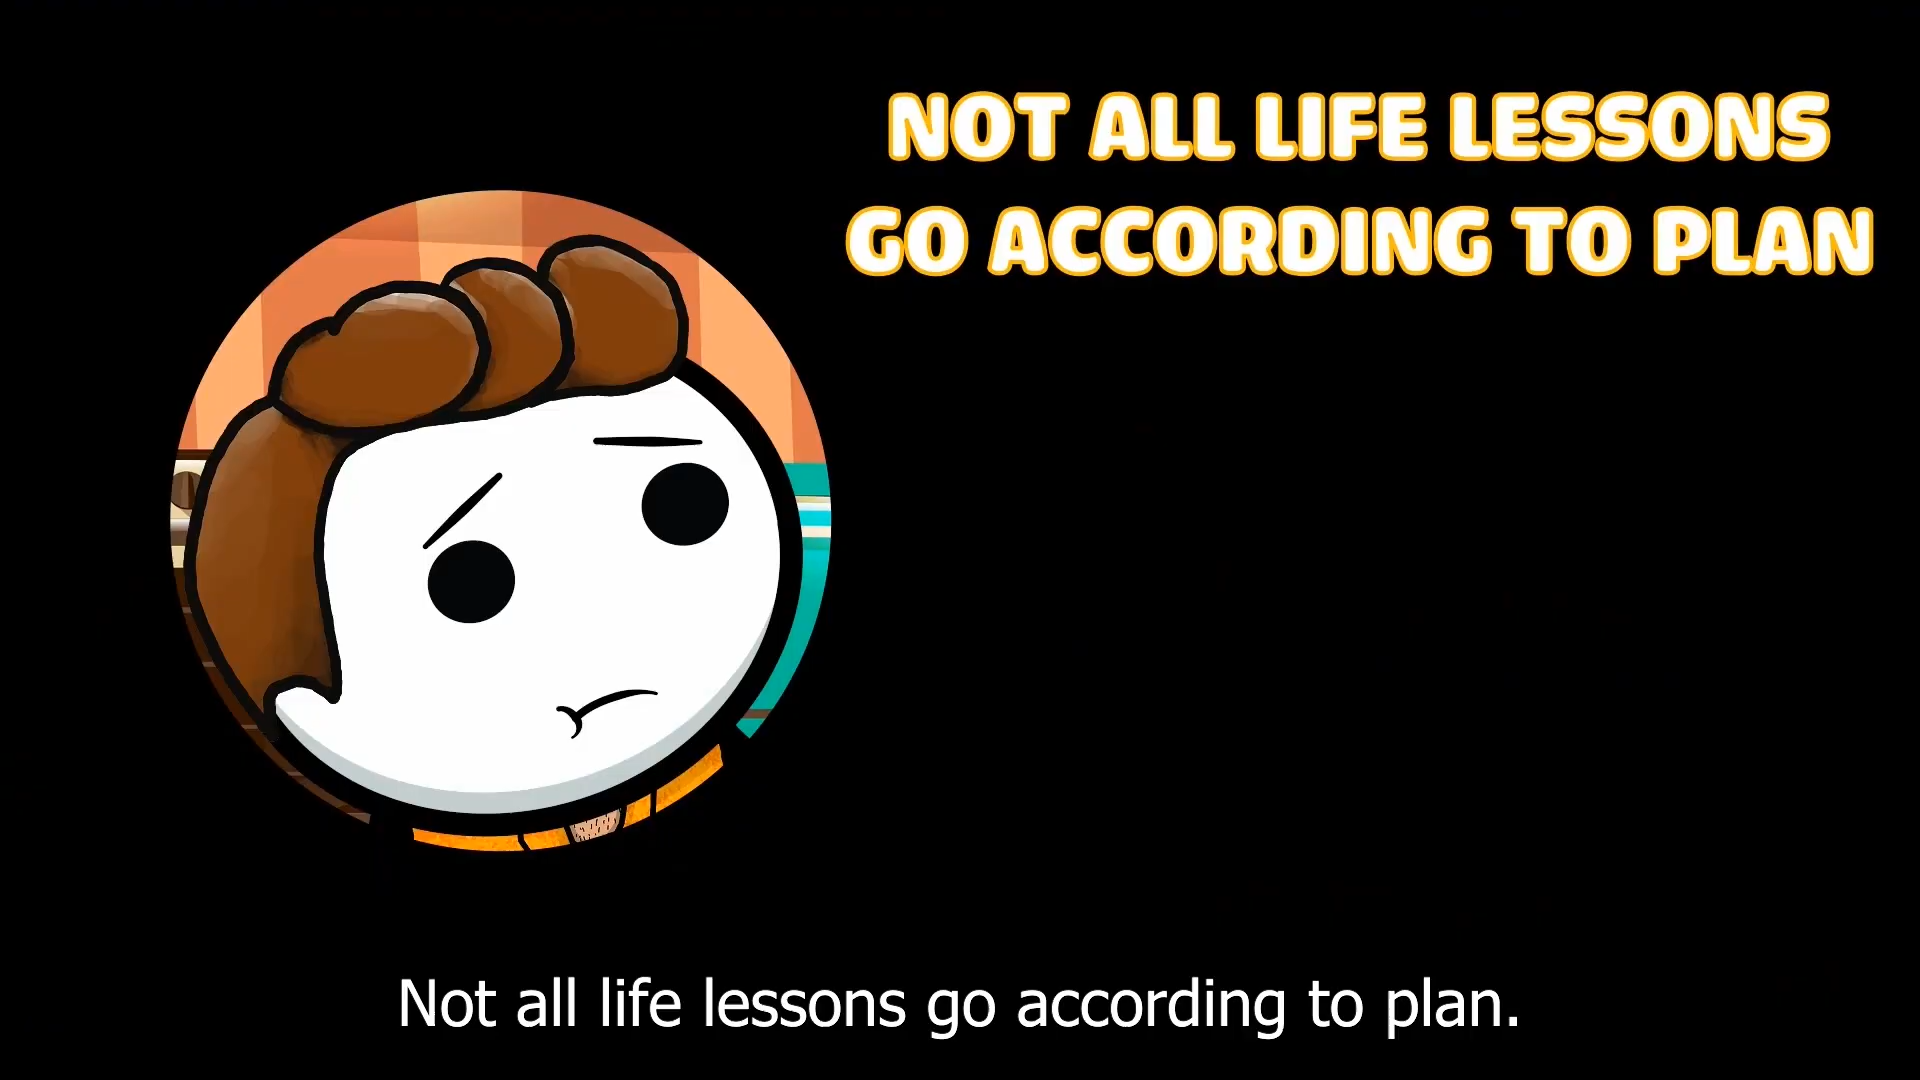 NOT ALL LIFE LESSONS
GO ACCORDING TO PLAN
Not all life lessons go according to plan.